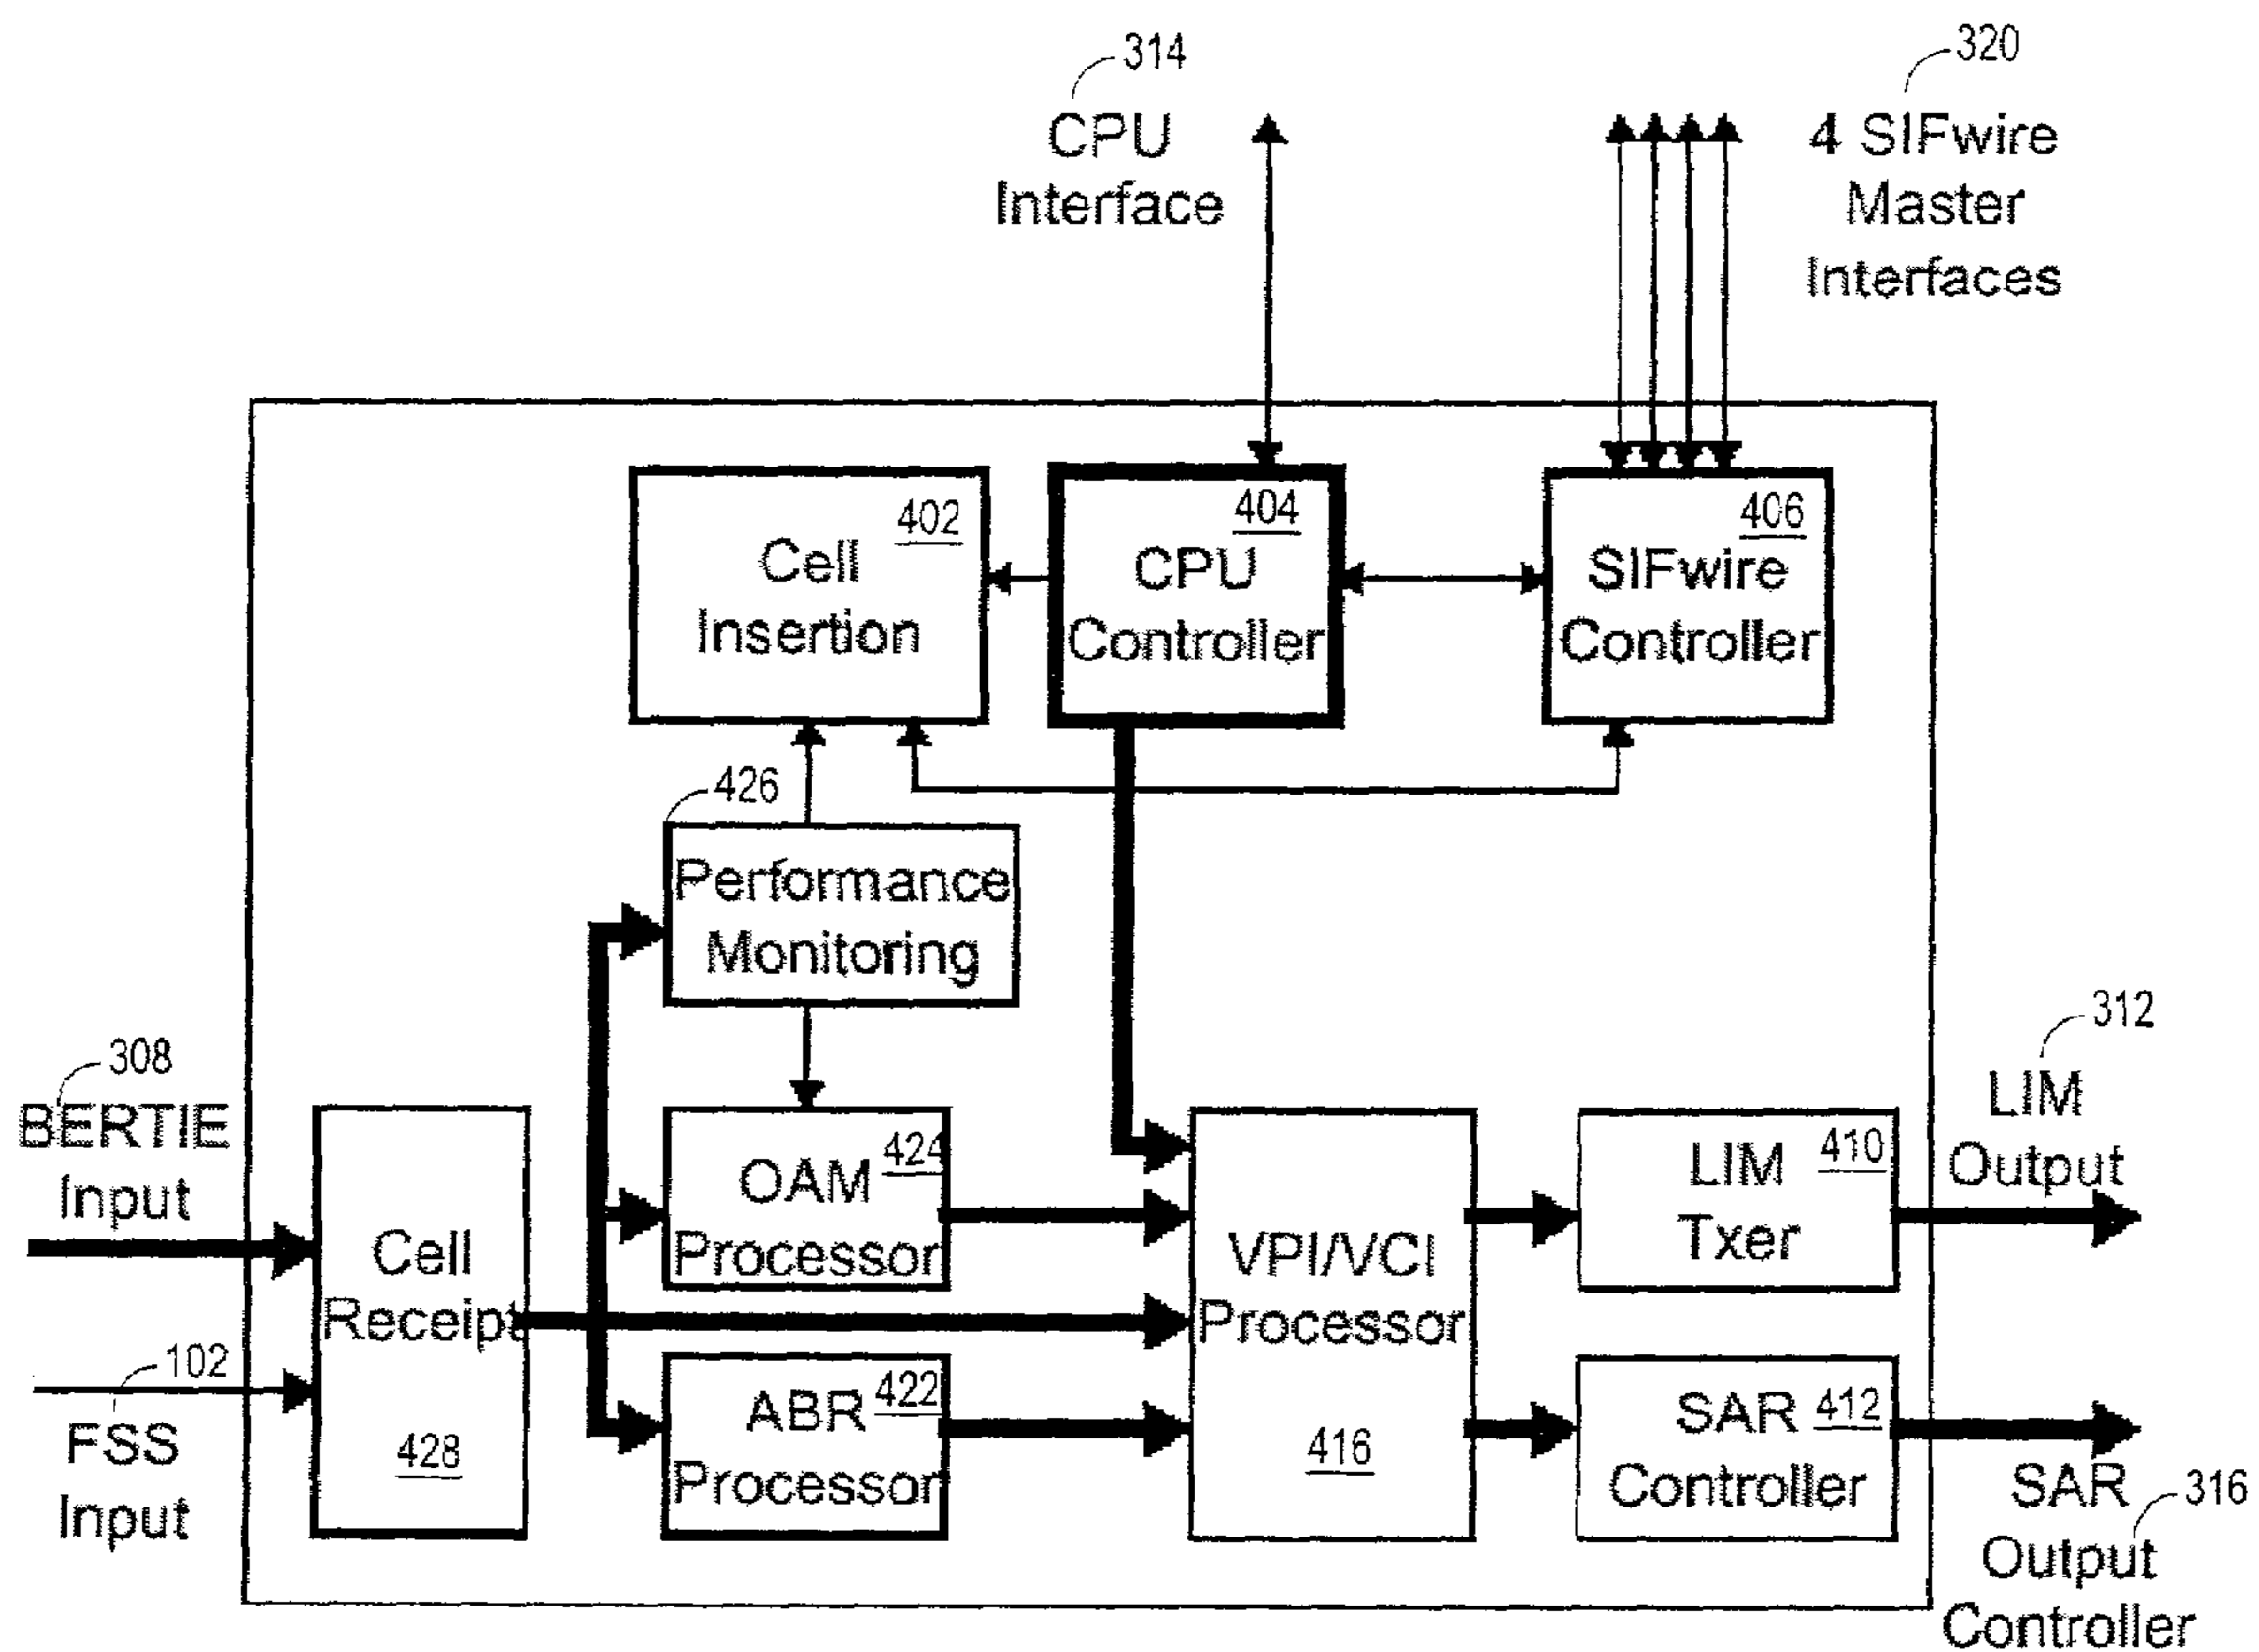 314
CPU
Interface
320
4 SIFwire
Master
Interfaces
402
Cell
Insertion
404
CPU
Controller
406
SIFwire
Controller
426
Performance
Monitoring
308
BERTIE
Input
102
FSS
Input
Cell
Receipt
428
424
OAM
Processor
422
ABR
Processor
VPI/VCI
Processor
416
410
LIM
Txer
SAR 412
Controller
312
LIM
Output
SAR 316
Output
Controller